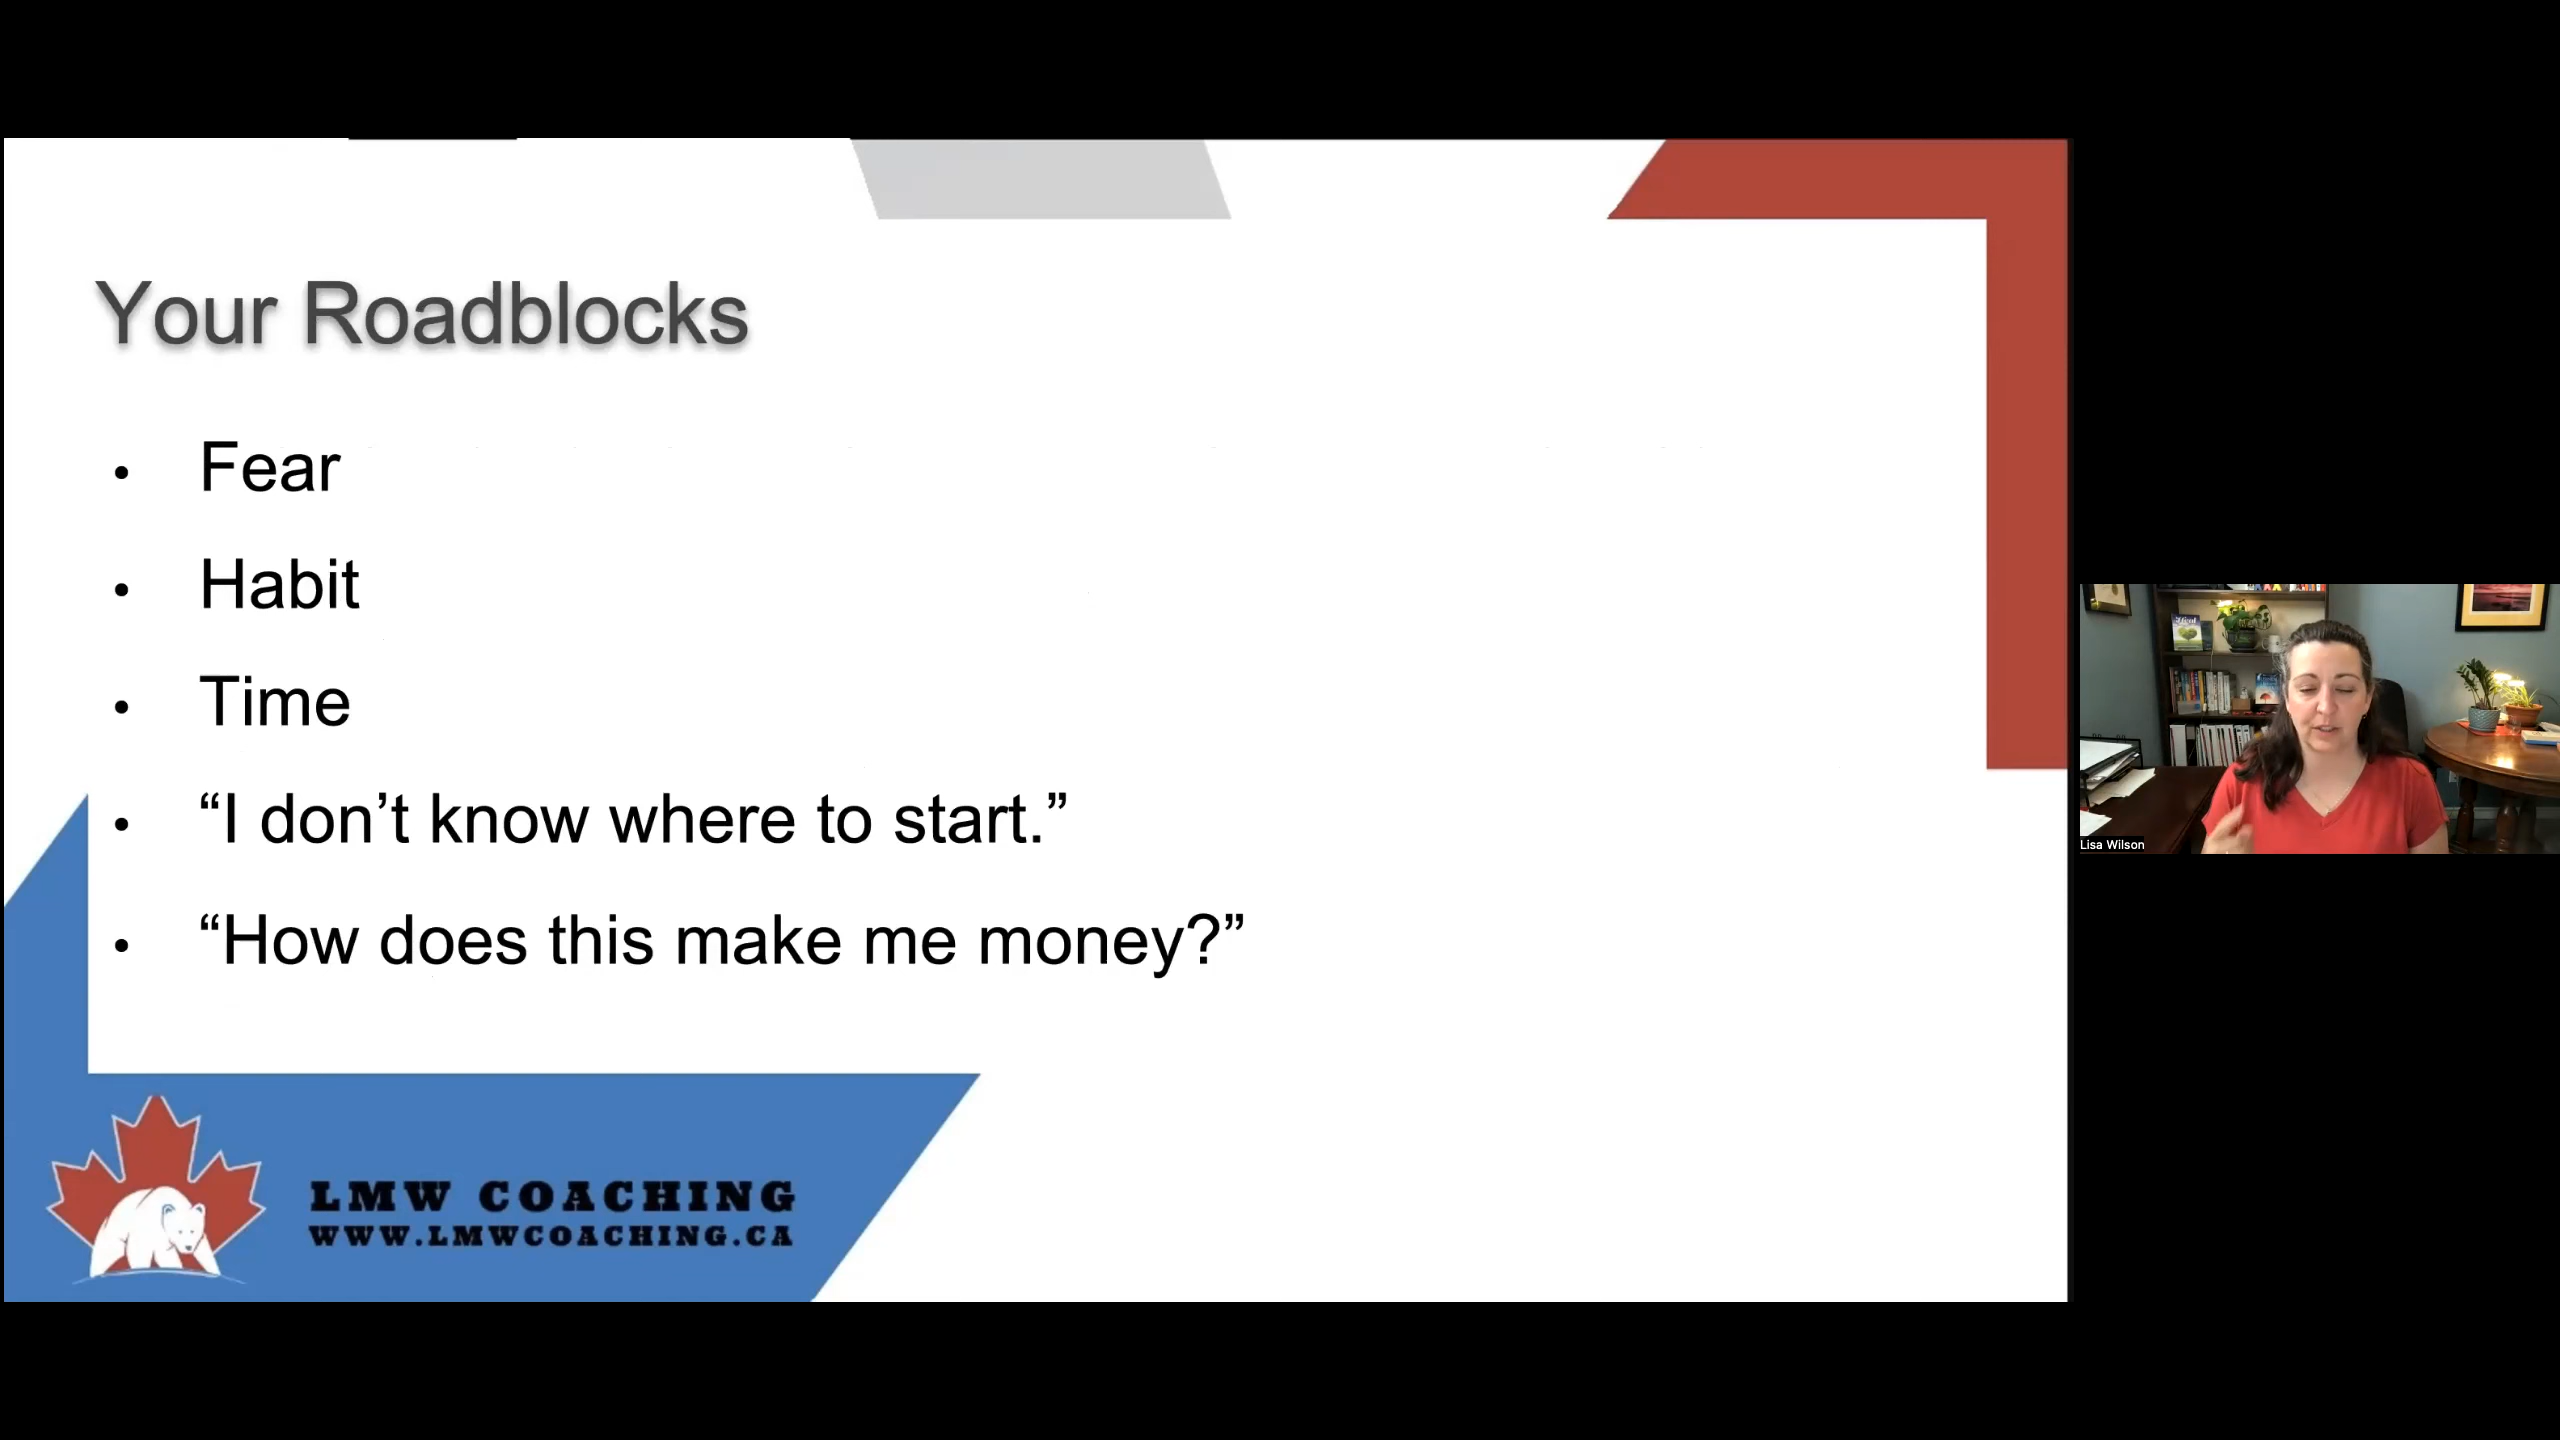 Your Roadblocks
• Fear
• Habit
• Time
• “I don’t know where to start.”
• “How does this make me money?”
LMW COACHING
WWW.LMWCOACHING.CA
Lisa Wilson